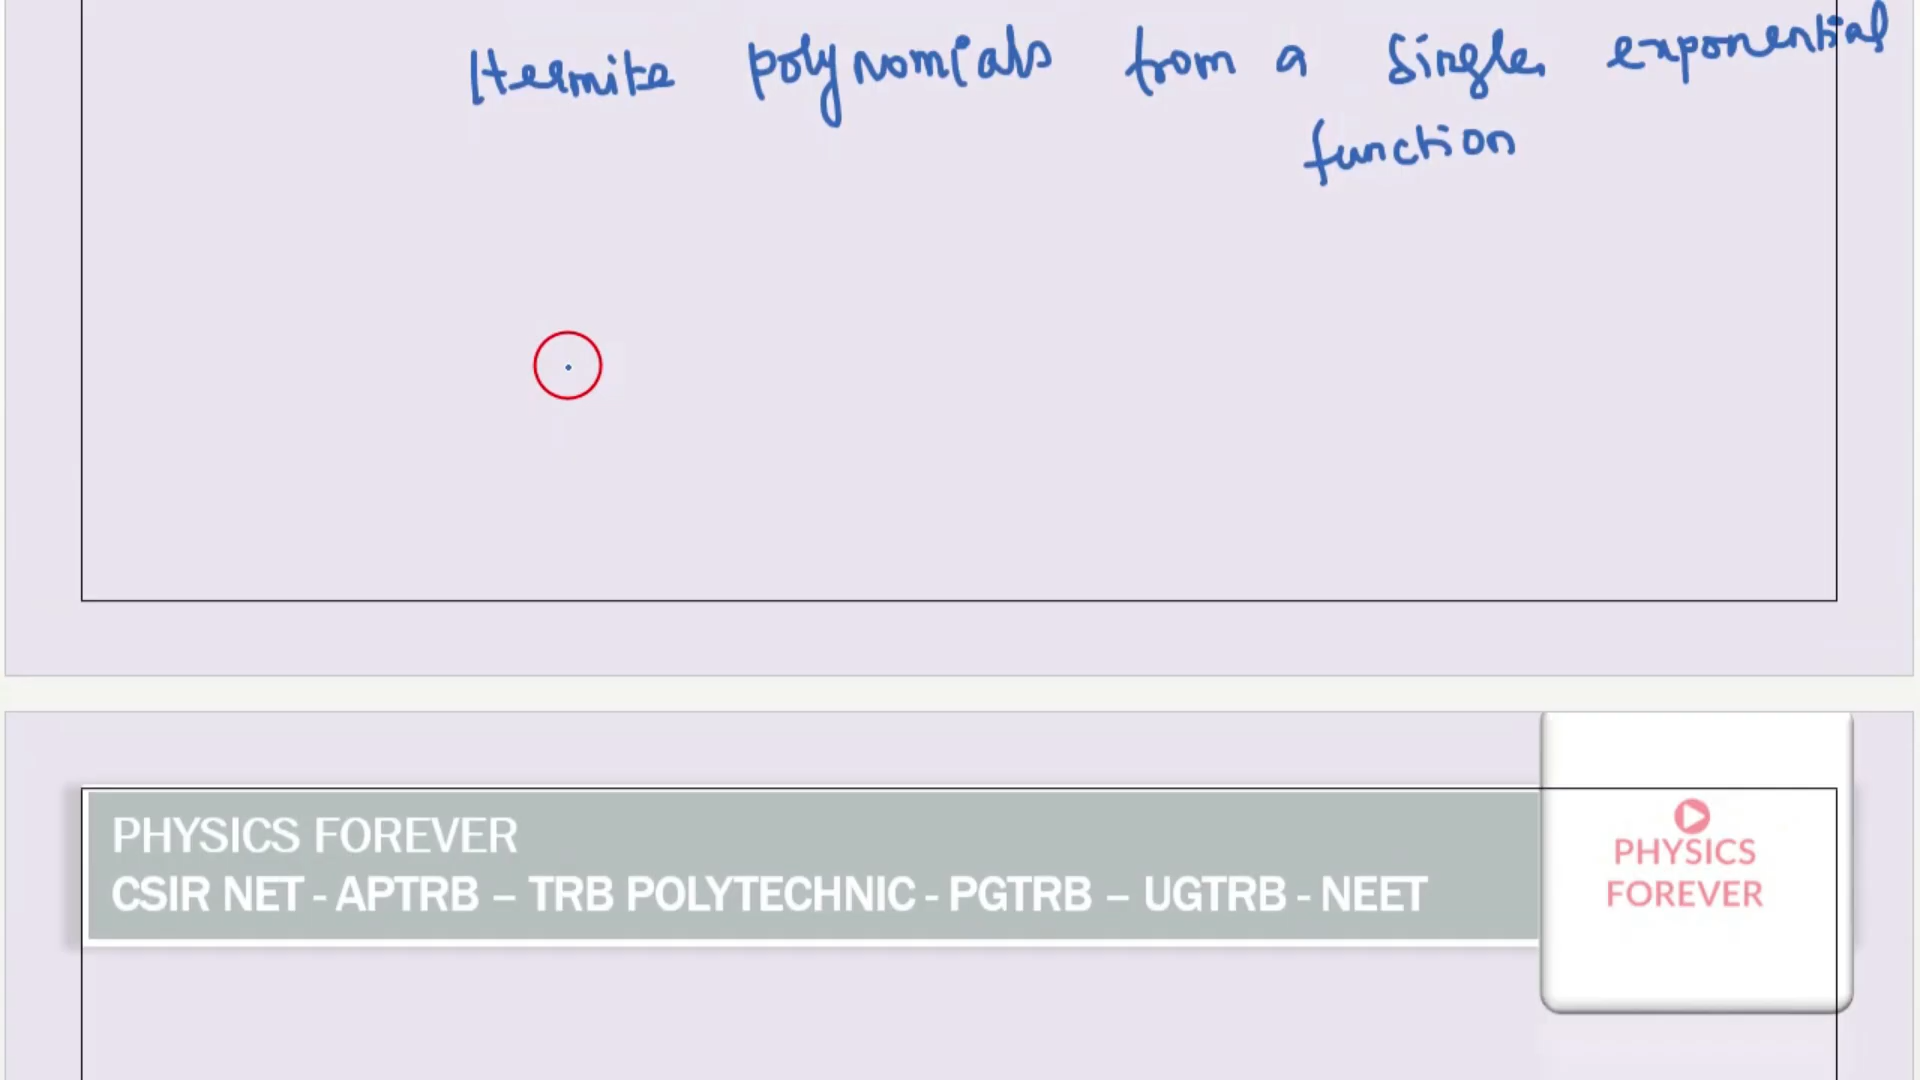 Hermite polynomials from a single exponential
function
PHYSICS FOREVER
CSIR NET - APTRB – TRB POLYTECHNIC - PGTRB – UGTRB - NEET
PHYSICS
FOREVER